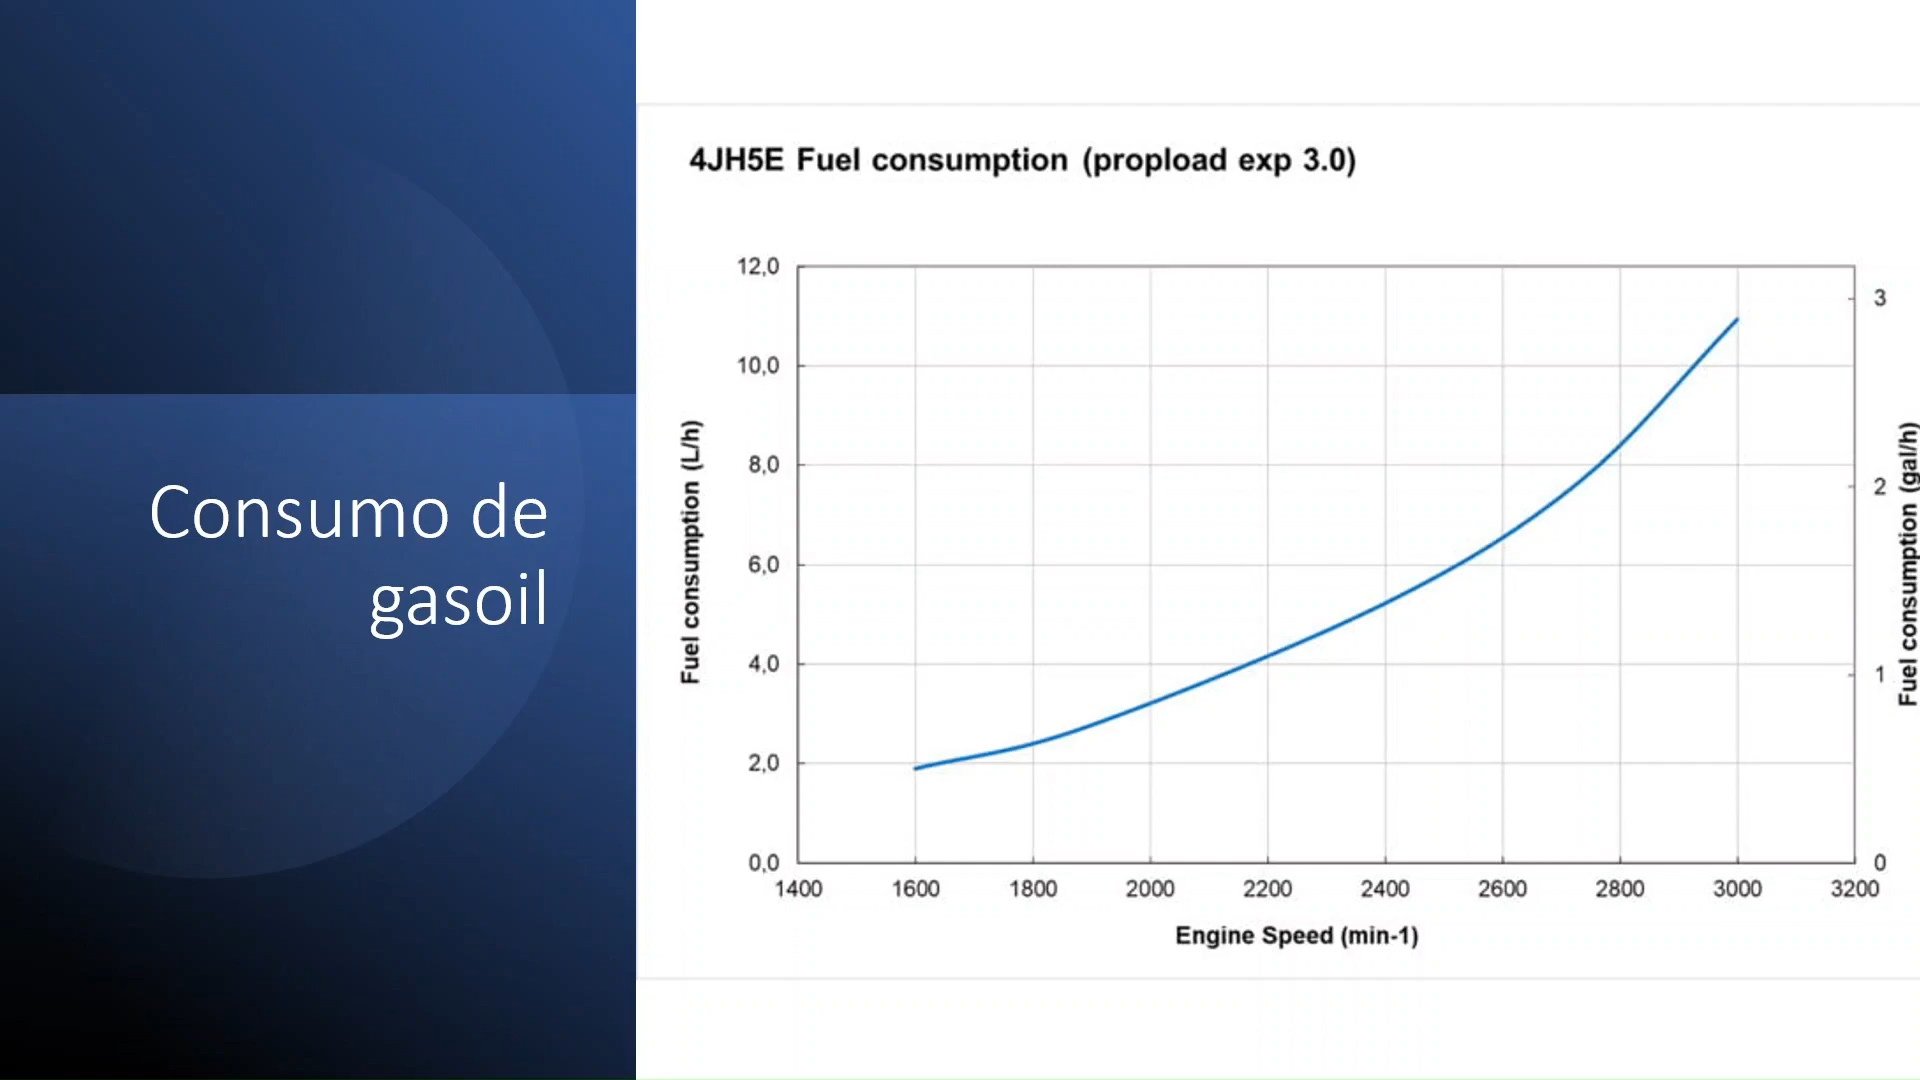 Consumo de
gasoil
4JH5E Fuel consumption (propload exp 3.0)
Fuel consumption (L/h)
12,0
10,0
8,0
6,0
4,0
2,0
0,0
1400 1600 1800 2000 2200 2400 2600 2800 3000 3200
Engine Speed (min-1)
3
2
1
0
Fuel consumption (gal/h)